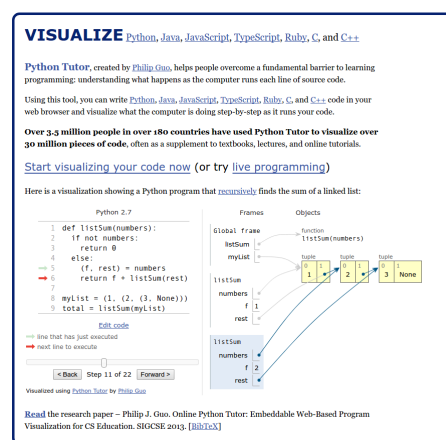 VISUALIZE Python, Java, JavaScript, TypeScript, Ruby, C, and C++
Python Tutor, created by Philip Guo, helps people overcome a fundamental barrier to learning
programming: understanding what happens as the computer runs each line of source code.
Using this tool, you can write Python, Java, JavaScript, TypeScript, Ruby, C, and C++ code in your
web browser and visualize what the computer is doing step-by-step as it runs your code.
Over 3.5 million people in over 180 countries have used Python Tutor to visualize over
30 million pieces of code, often as a supplement to textbooks, lectures, and online tutorials.
Start visualizing your code now (or try live programming)
Here is a visualization showing a Python program that recursively finds the sum of a linked list:
Python 2.7
1 def listSum(numbers):
2 if not numbers:
3 return 0
4 else:
5 (f, rest) = numbers
6 return f + listSum(rest)
7
8 myList = (1, (2, (3, None)))
9 total = listSum(myList)
Edit code
line that has just executed
next line to execute
< Back Step 11 of 22 Forward >
Visualized using Python Tutor by Philip Guo
Frames Objects
Global frame
listSum
myList
function
listSum(numbers)
tuple
0 1
1
tuple
0 1
2
tuple
0 1
3 None
listSum
numbers
f 1
rest
listSum
numbers
f 2
rest
Read the research paper – Philip J. Guo. Online Python Tutor: Embeddable Web-Based Program
Visualization for CS Education. SIGCSE 2013. [BibTeX]